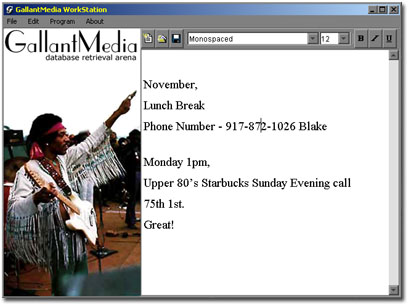 GallantMedia WorkStation
File Edit Program About
GallantMedia
database retrieval arena
Monospaced 12 B I U
November,
Lunch Break
Phone Number - 917-872-1026 Blake
Monday 1pm,
Upper 80's Starbucks Sunday Evening call
75th 1st.
Great!